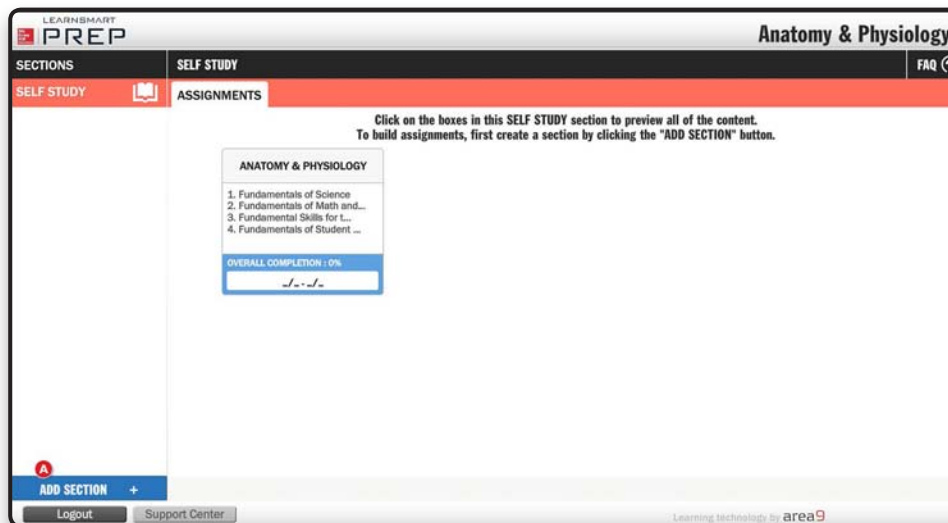 LEARNSMART
PREP
Anatomy & Physiology
SECTIONS
SELF STUDY
FAQ
SELF STUDY
ASSIGNMENTS
Click on the boxes in this SELF STUDY section to preview all of the content.
To build assignments, first create a section by clicking the "ADD SECTION" button.
ANATOMY & PHYSIOLOGY
1. Fundamentals of Science
2. Fundamentals of Math and...
3. Fundamental Skills for t...
4. Fundamentals of Student ...
OVERALL COMPLETION : 0%
_/_ - _/_
A
ADD SECTION +
Logout
Support Center
Learning technology by area9